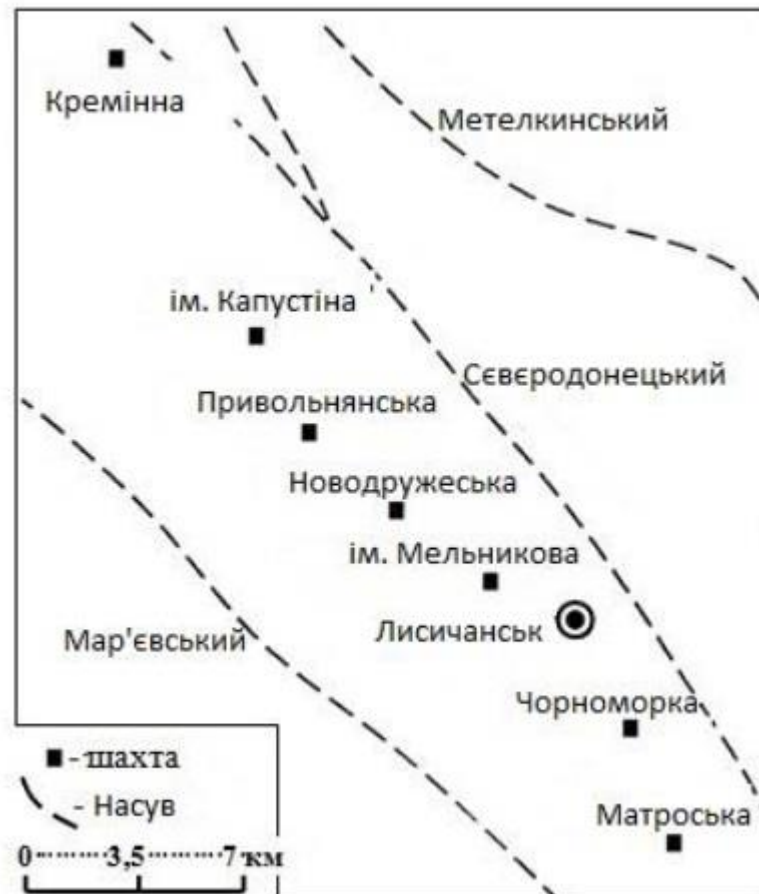 Кремінна
Метелкинський
ім. Капустіна
Сєвєродонецький
Привольнянська
Новодружеська
ім. Мельникова
Лисичанськ
Мар'євський
Чорноморка
Матроська
- шахта
- Насув
0 3,5 7 км